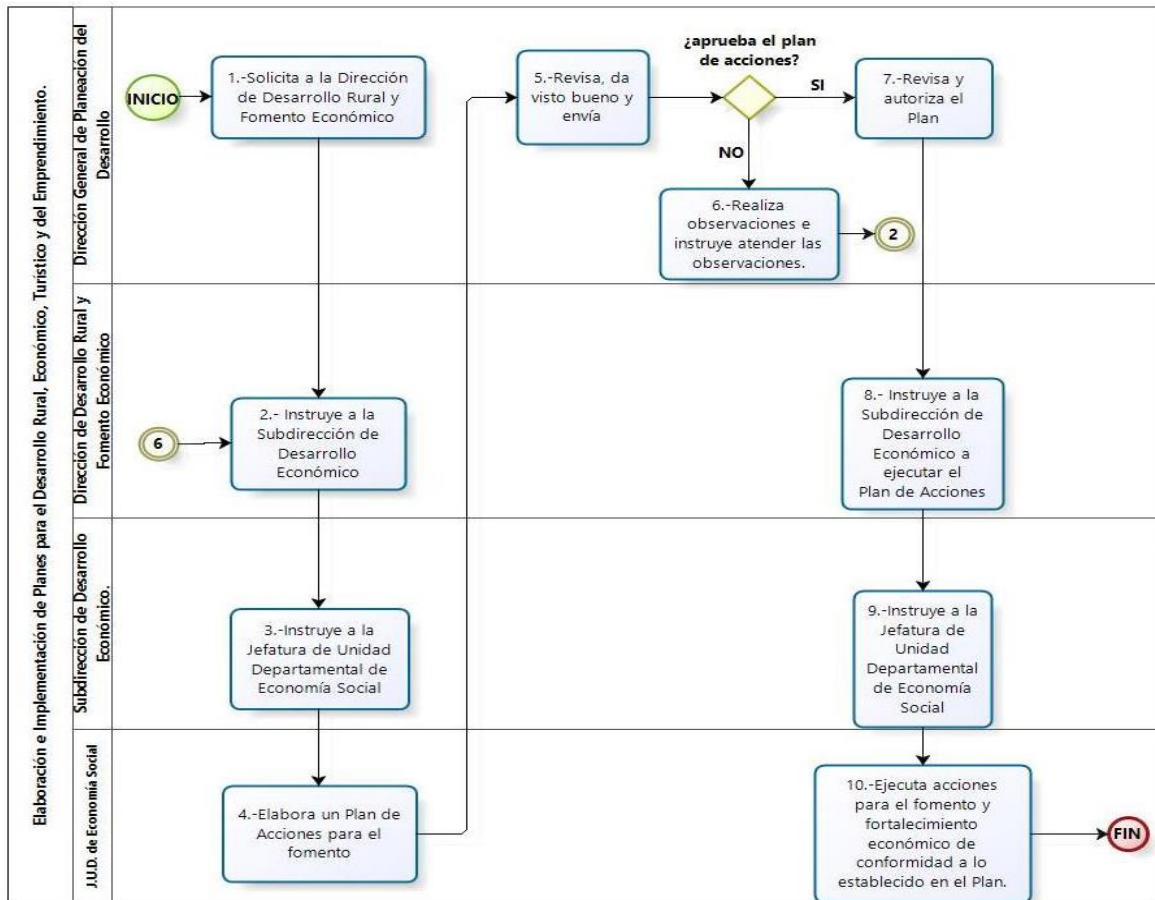 Elaboración e Implementación de Planes para el Desarrollo Rural, Económico, Turístico y del Emprendimiento.
Dirección General de Planeación del
Desarrollo
INICIO
1.-Solicita a la Dirección
de Desarrollo Rural y
Fomento Económico
5.-Revisa, da
visto bueno y
envía
¿aprueba el plan
de acciones?
SI
NO
7.-Revisa y
autoriza el
Plan
6.-Realiza
observaciones e
instruye atender las
observaciones.
2
Dirección de Desarrollo Rural y
Fomento Económico
6
2.- Instruye a la
Subdirección de
Desarrollo
Económico
8.- Instruye a la
Subdirección de
Desarrollo
Económico a
ejecutar el
Plan de Acciones
Subdirección de Desarrollo
Económico.
3.-Instruye a la
Jefatura de Unidad
Departamental de
Economía Social
9.-Instruye a la
Jefatura de
Unidad
Departamental
de Economía
Social
J.U.D. de Economía Social
4.-Elabora un Plan de
Acciones para el
fomento
10.-Ejecuta acciones
para el fomento y
fortalecimiento
económico de
conformidad a lo
establecido en el Plan.
FIN